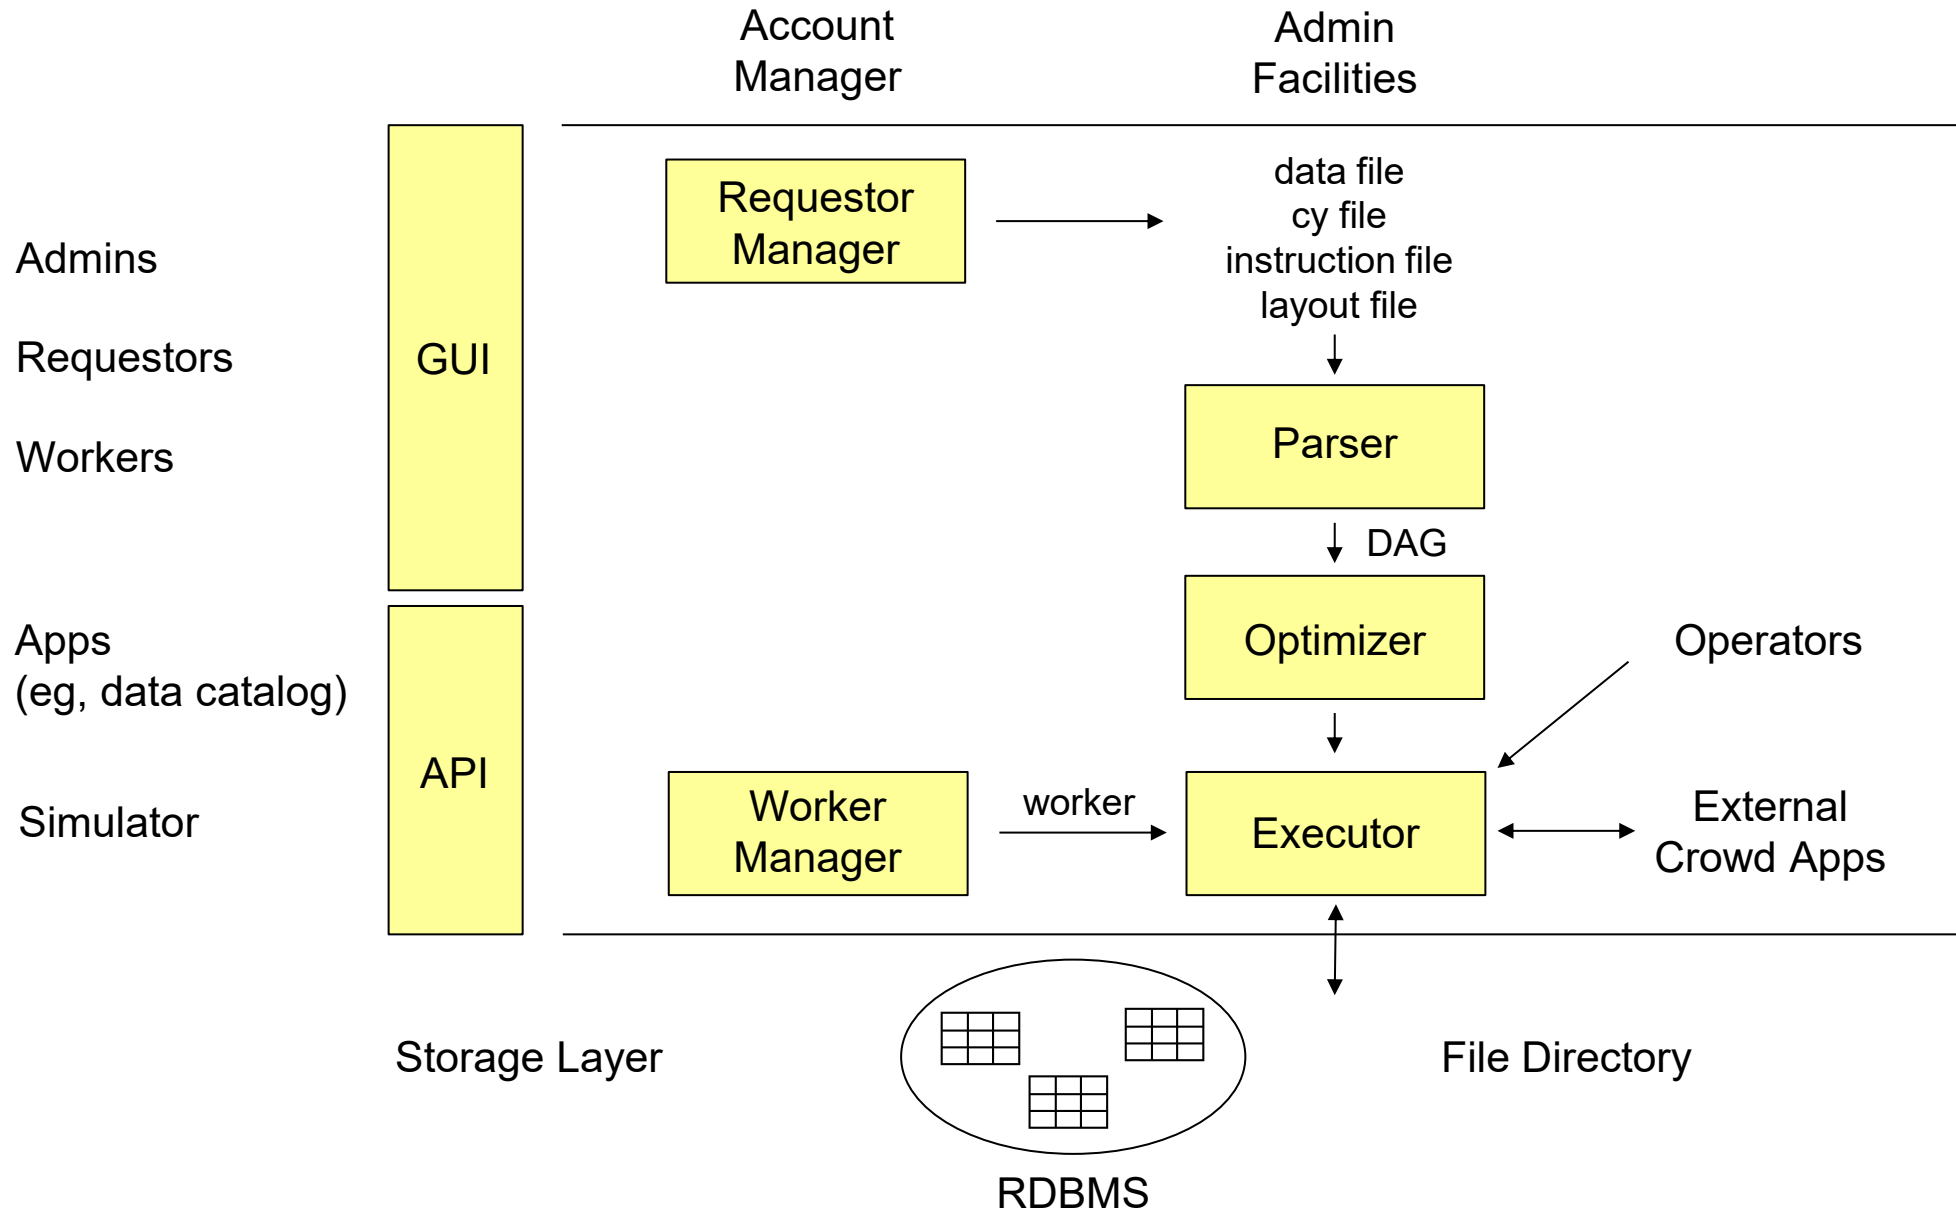 Account
Manager
Admin
Facilities
Requestor
Manager
data file
cy file
instruction file
layout file
Admins
Requestors
Workers
GUI
Parser
DAG
Optimizer
Operators
Apps
(eg, data catalog)
API
Simulator
Worker
Manager
worker
Executor
External
Crowd Apps
Storage Layer
File Directory
RDBMS